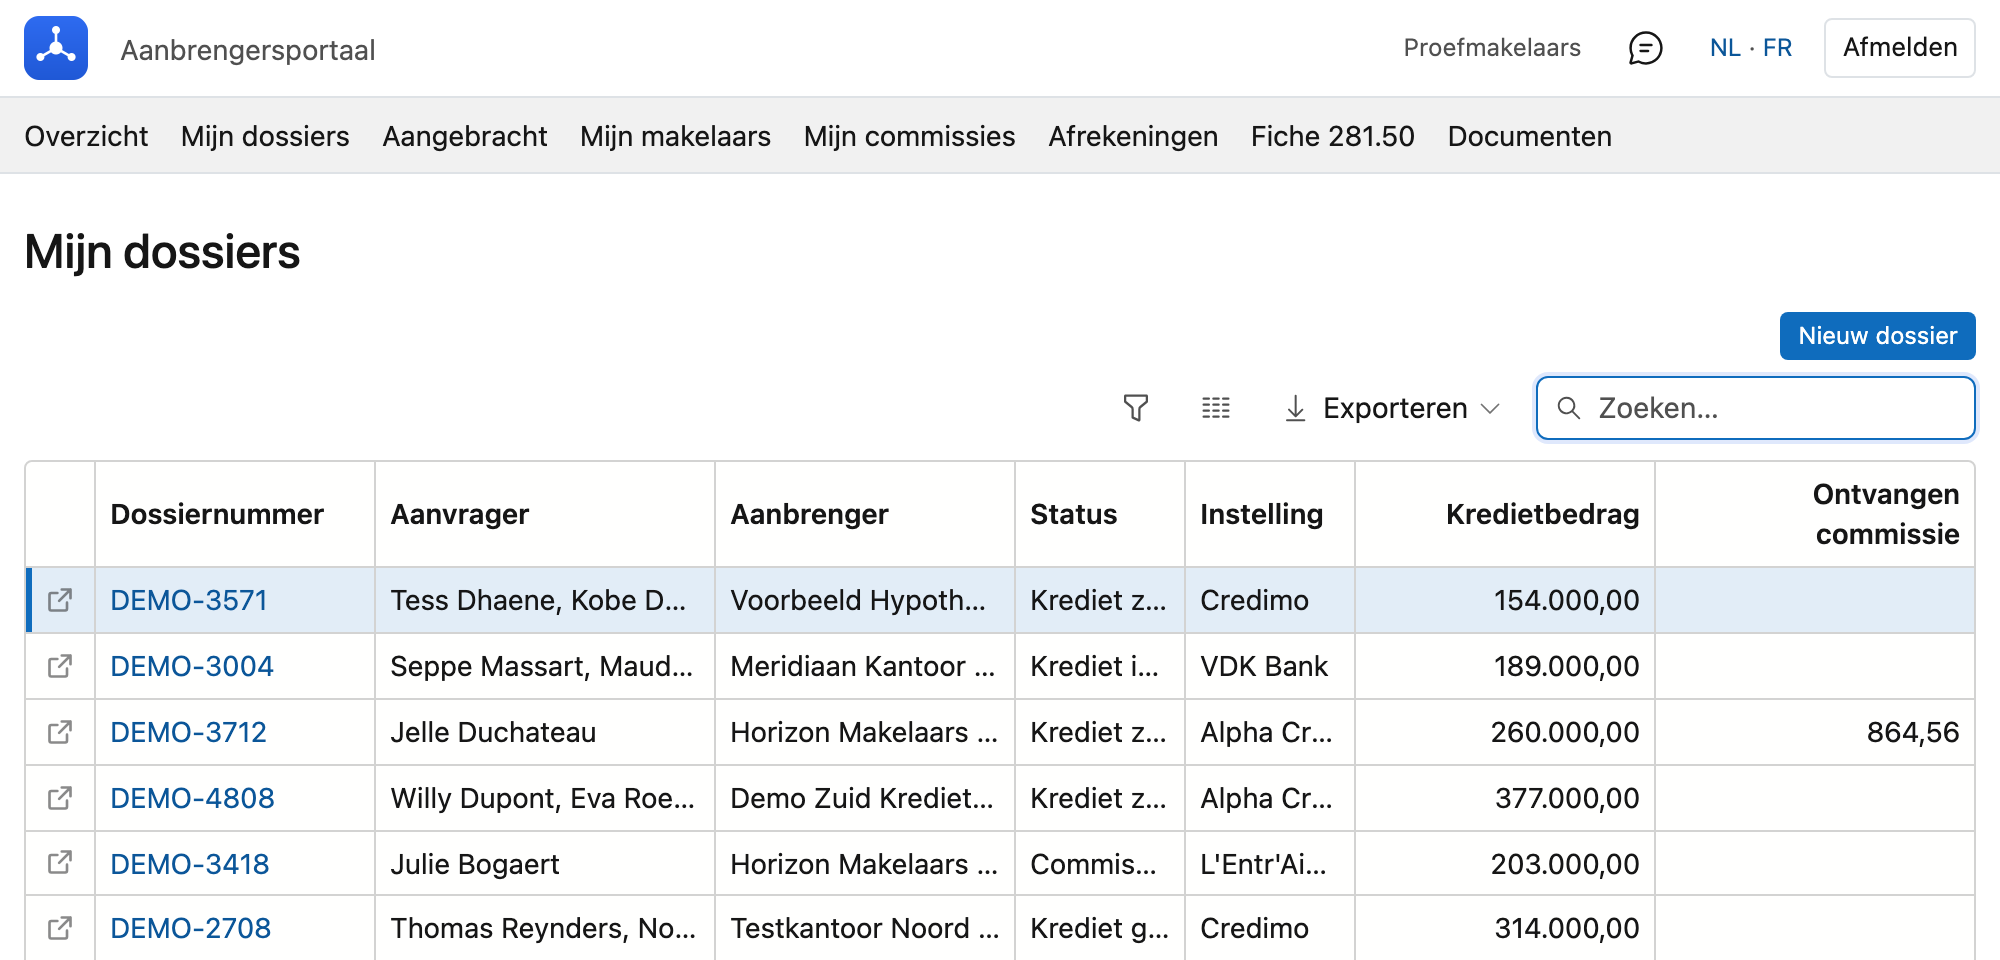 Aanbrengersportaal
Proefmakelaars
NL · FR
Afmelden
Overzicht Mijn dossiers Aangebracht Mijn makelaars Mijn commissies Afrekeningen Fiche 281.50 Documenten
Mijn dossiers
Nieuw dossier
Exporteren
Zoeken...
Dossiernummer Aanvrager Aanbrenger Status Instelling Kredietbedrag Ontvangen commissie
DEMO-3571 Tess Dhaene, Kobe D... Voorbeeld Hypoth... Krediet z... Credimo 154.000,00
DEMO-3004 Seppe Massart, Maud... Meridiaan Kantoor ... Krediet i... VDK Bank 189.000,00
DEMO-3712 Jelle Duchateau Horizon Makelaars ... Krediet z... Alpha Cr... 260.000,00 864,56
DEMO-4808 Willy Dupont, Eva Roe... Demo Zuid Krediet... Krediet z... Alpha Cr... 377.000,00
DEMO-3418 Julie Bogaert Horizon Makelaars ... Commis... L'Entr'Ai... 203.000,00
DEMO-2708 Thomas Reynders, No... Testkantoor Noord ... Krediet g... Credimo 314.000,00